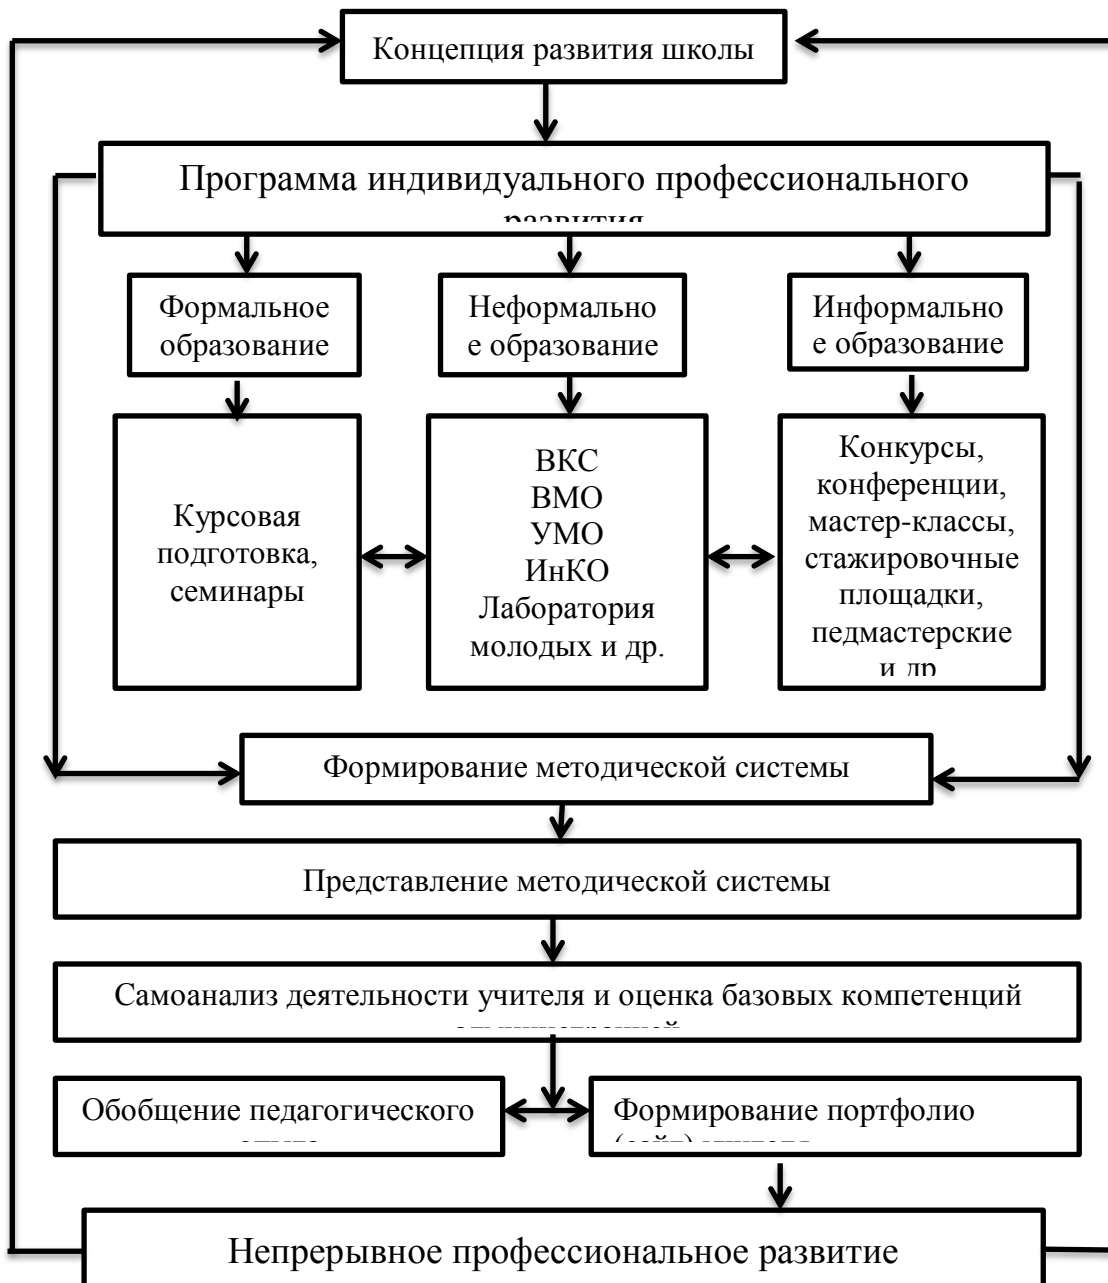 Концепция развития школы
Программа индивидуального профессионального
развития
Формальное
образование
Неформально
е образование
Информально
е образование
Курсовая
подготовка,
семинары
ВКС
ВМО
УМО
ИнКО
Лаборатория
молодых и др.
Конкурсы,
конференции,
мастер-классы,
стажировочные
площадки,
педмастерские
и др
Формирование методической системы
Представление методической системы
Самоанализ деятельности учителя и оценка базовых компетенций
Обобщение педагогического
Формирование портфолио
Непрерывное профессиональное развитие